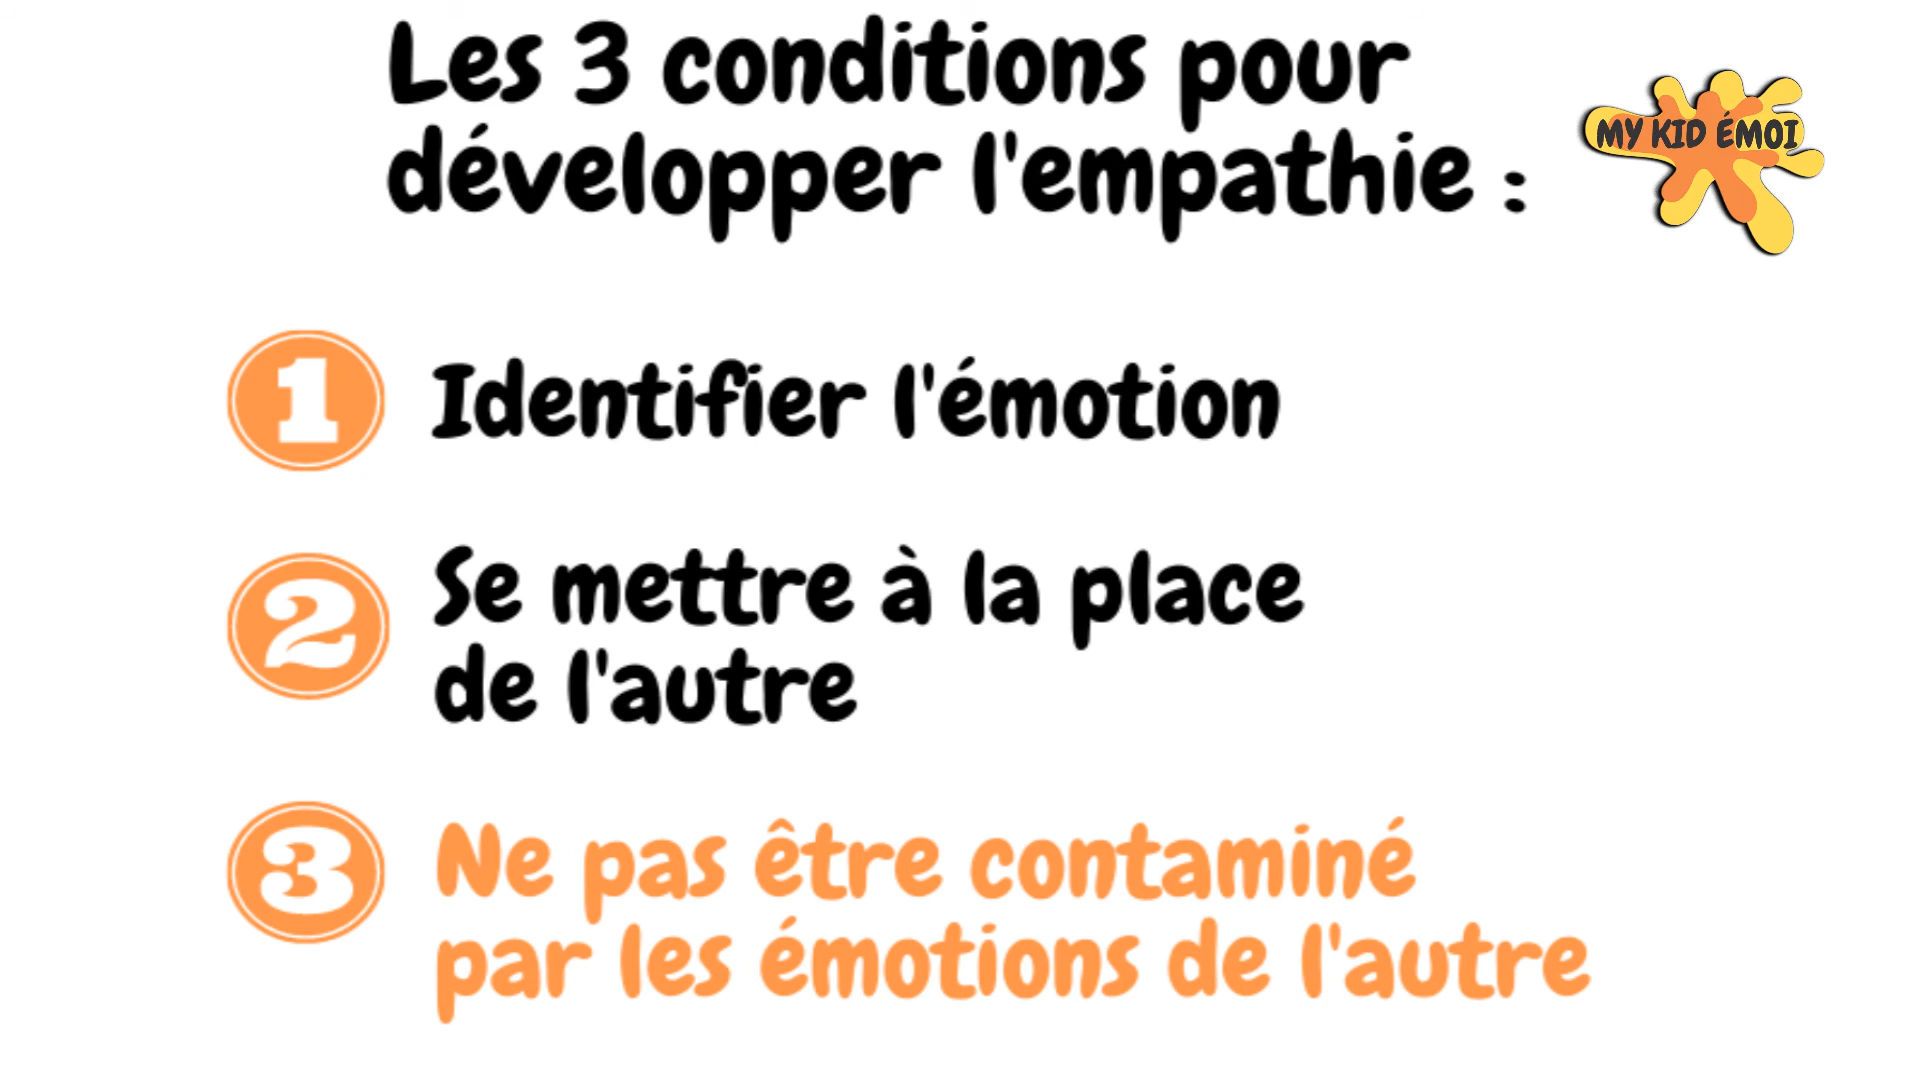 Les 3 conditions pour
développer l'empathie :
MY KID ÉMOI
1 Identifier l'émotion
2 Se mettre à la place
de l'autre
3 Ne pas être contaminé
par les émotions de l'autre